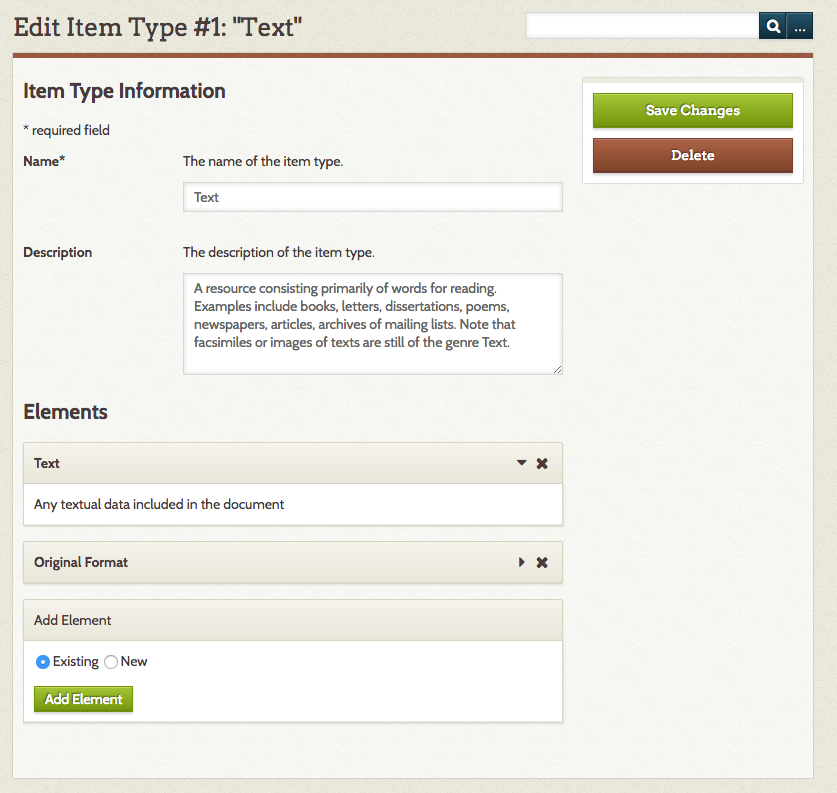 Edit Item Type #1: "Text"
...
Item Type Information
Save Changes
* required field
Delete
Name*
The name of the item type.
Text
Description
The description of the item type.
A resource consisting primarily of words for reading.
Examples include books, letters, dissertations, poems,
newspapers, articles, archives of mailing lists. Note that
facsimiles or images of texts are still of the genre Text.
Elements
Text
Any textual data included in the document
Original Format
Add Element
Existing New
Add Element